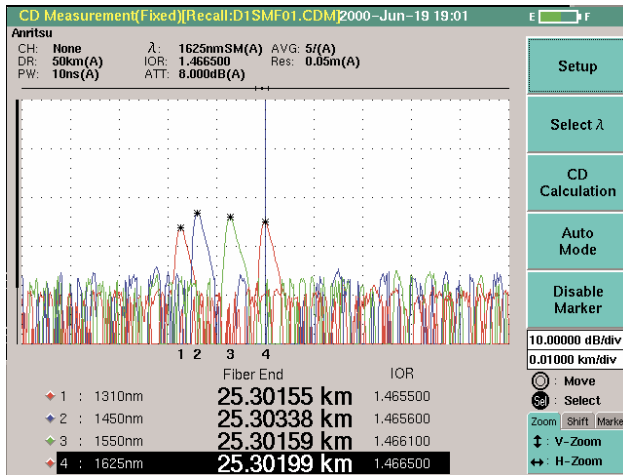 CD Measurement(Fixed)[Recall:D1SMF01.CDM]2000-Jun-19 19:01 E F
Anritsu
CH: None λ: 1625nmSM(A) AVG: 5/(A)
DR: 50km(A) IOR: 1.466500 Res: 0.05m(A)
PW: 10ns(A) ATT: 8.000dB(A)
Setup
Select λ
CD
Calculation
Auto
Mode
Disable
Marker
1 2 3 4
10.00000 dB/div
0.01000 km/div
Fiber End IOR
1 : 1310nm 25.30155 km 1.465500
2 : 1450nm 25.30338 km 1.465500
3 : 1550nm 25.30159 km 1.466100
4 : 1625nm 25.30199 km 1.466500
: Move
Sel : Select
Zoom Shift Marke
: V-Zoom
: H-Zoom